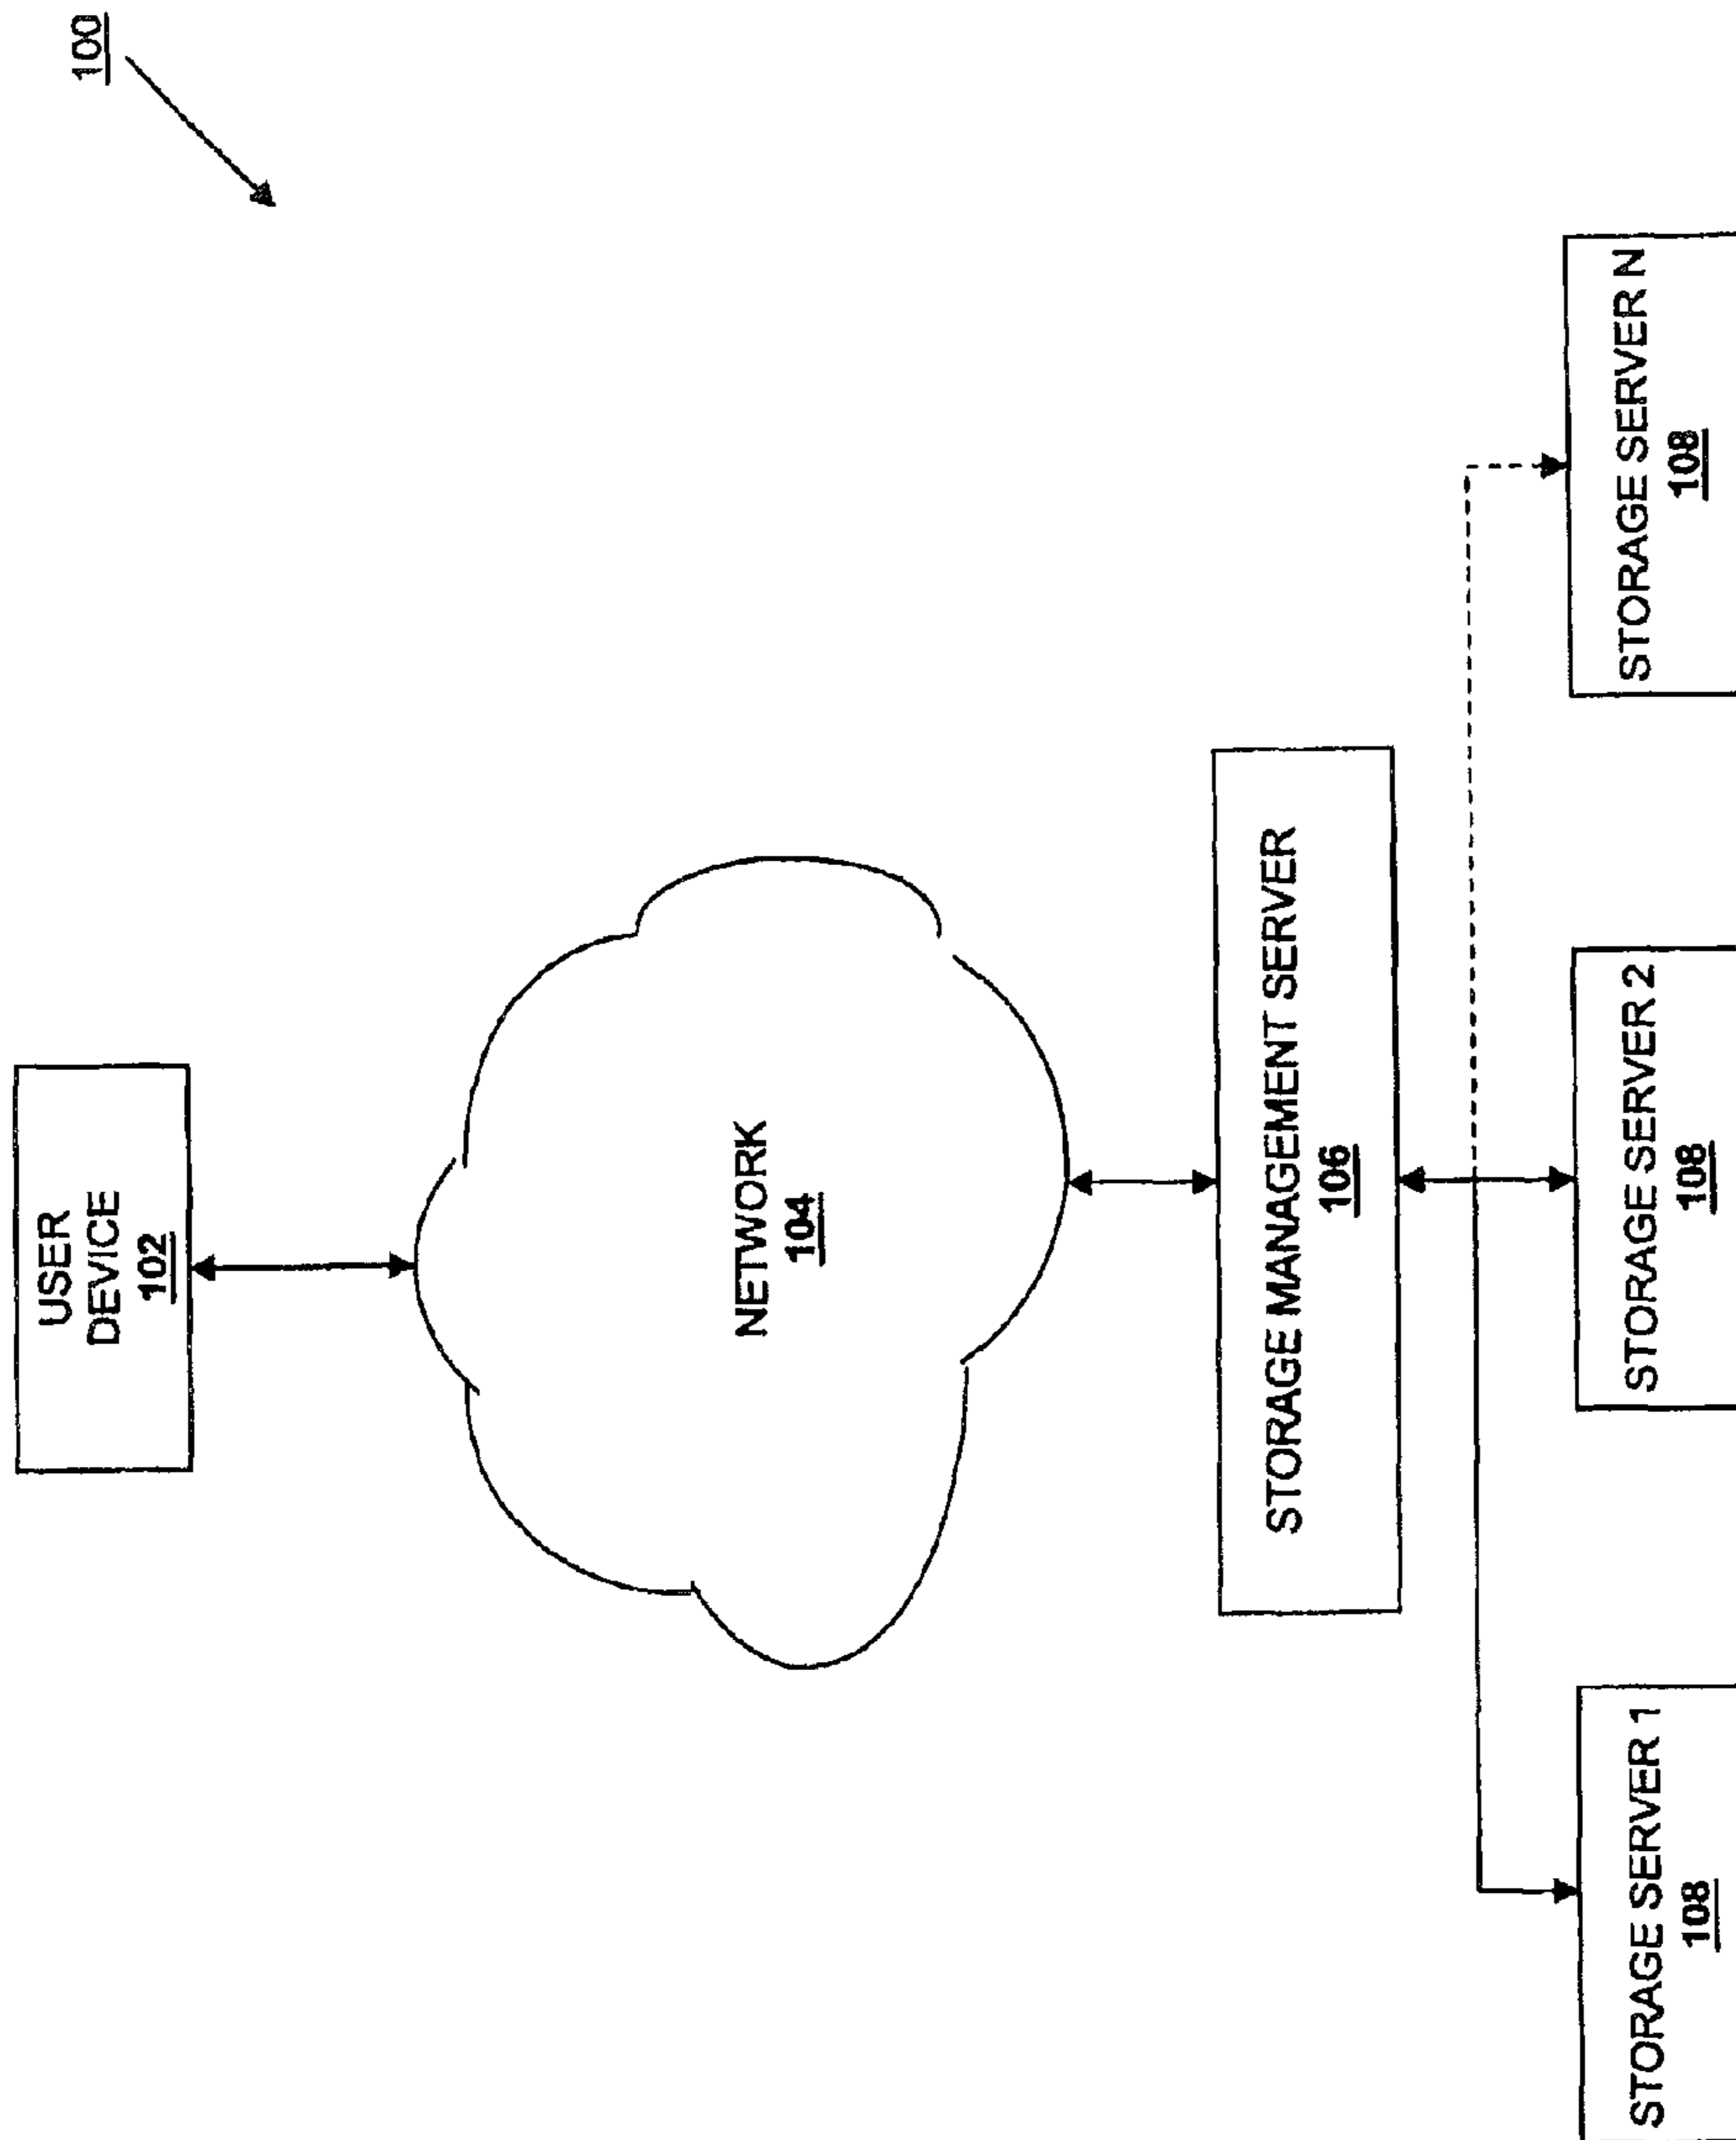 100
USER
DEVICE
102
NETWORK
104
STORAGE MANAGEMENT SERVER
106
STORAGE SERVER 1
108
STORAGE SERVER 2
108
STORAGE SERVER N
108